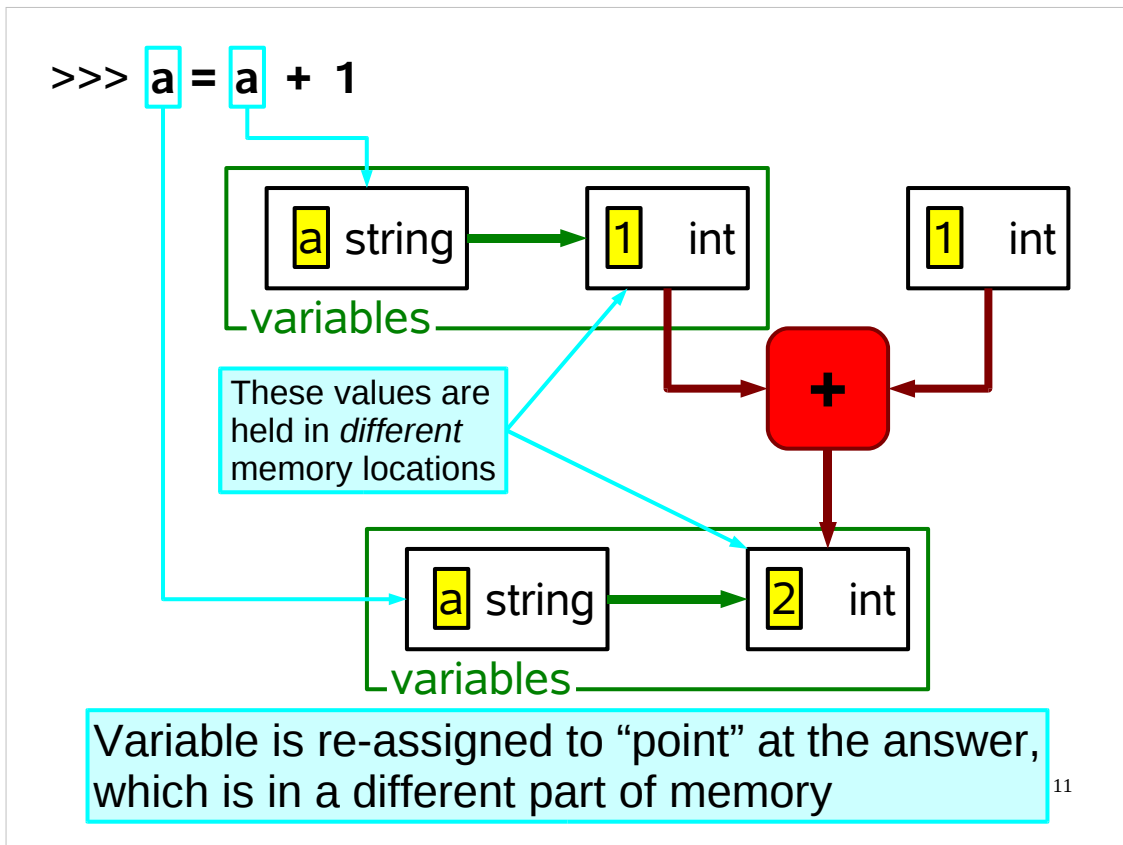 >>> a = a + 1
a string 1 int 1 int
variables
+
These values are
held in different
memory locations
a string 2 int
variables
Variable is re-assigned to “point” at the answer,
which is in a different part of memory
11